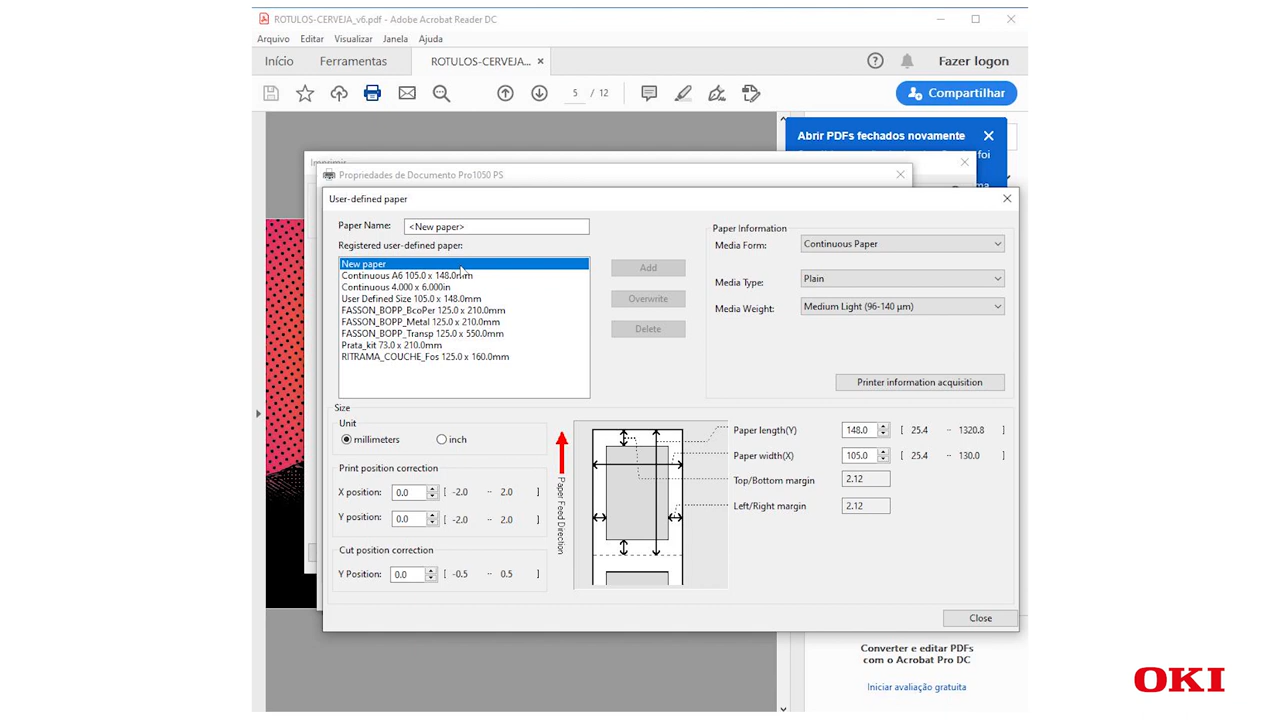 ROTULOS-CERVEJA_v6.pdf - Adobe Acrobat Reader DC
Arquivo Editar Visualizar Janela Ajuda
Início Ferramentas ROTULOS-CERVEJA... × Fazer logon
5 / 12 Compartilhar
Abrir PDFs fechados novamente
foi
Imprimir
Propriedades de Documento Pro1050 PS
User-defined paper
Paper Name: <New paper>
Registered user-defined paper:
New paper
Continuous A6 105.0 x 148.0mm
Continuous 4.000 x 6.000in
User Defined Size 105.0 x 148.0mm
FASSON_BOPP_BcoPer 125.0 x 210.0mm
FASSON_BOPP_Metal 125.0 x 210.0mm
FASSON_BOPP_Transp 125.0 x 550.0mm
Prata_kit 73.0 x 210.0mm
RITRAMA_COUCHE_Fos 125.0 x 160.0mm
Add
Overwrite
Delete
Paper Information
Media Form: Continuous Paper
Media Type: Plain
Media Weight: Medium Light (96-140 μm)
Printer information acquisition
Size
Unit
millimeters inch
Print position correction
X position: 0.0 [ -2.0 -- 2.0 ]
Y position: 0.0 [ -2.0 -- 2.0 ]
Cut position correction
Y Position: 0.0 [ -0.5 -- 0.5 ]
Paper Feed Direction
Paper length(Y) 148.0 [ 25.4 -- 1320.8 ]
Paper width(X) 105.0 [ 25.4 -- 130.0 ]
Top/Bottom margin 2.12
Left/Right margin 2.12
Close
Converter e editar PDFs
com o Acrobat Pro DC
Iniciar avaliação gratuita
OKI